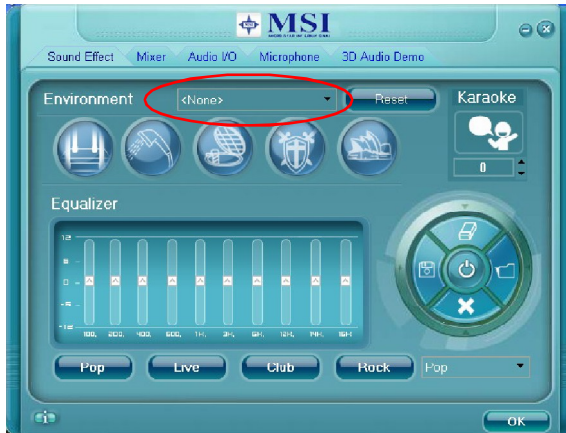 MSI
Sound Effect Mixer Audio I/O Microphone 3D Audio Demo
Environment <None> Reset Karaoke
0
Equalizer
12
6
0
-6
-12
100, 200, 400, 600, 1K, 3K, 6K, 12K, 14K, 16K
Pop Live Club Rock Pop
OK